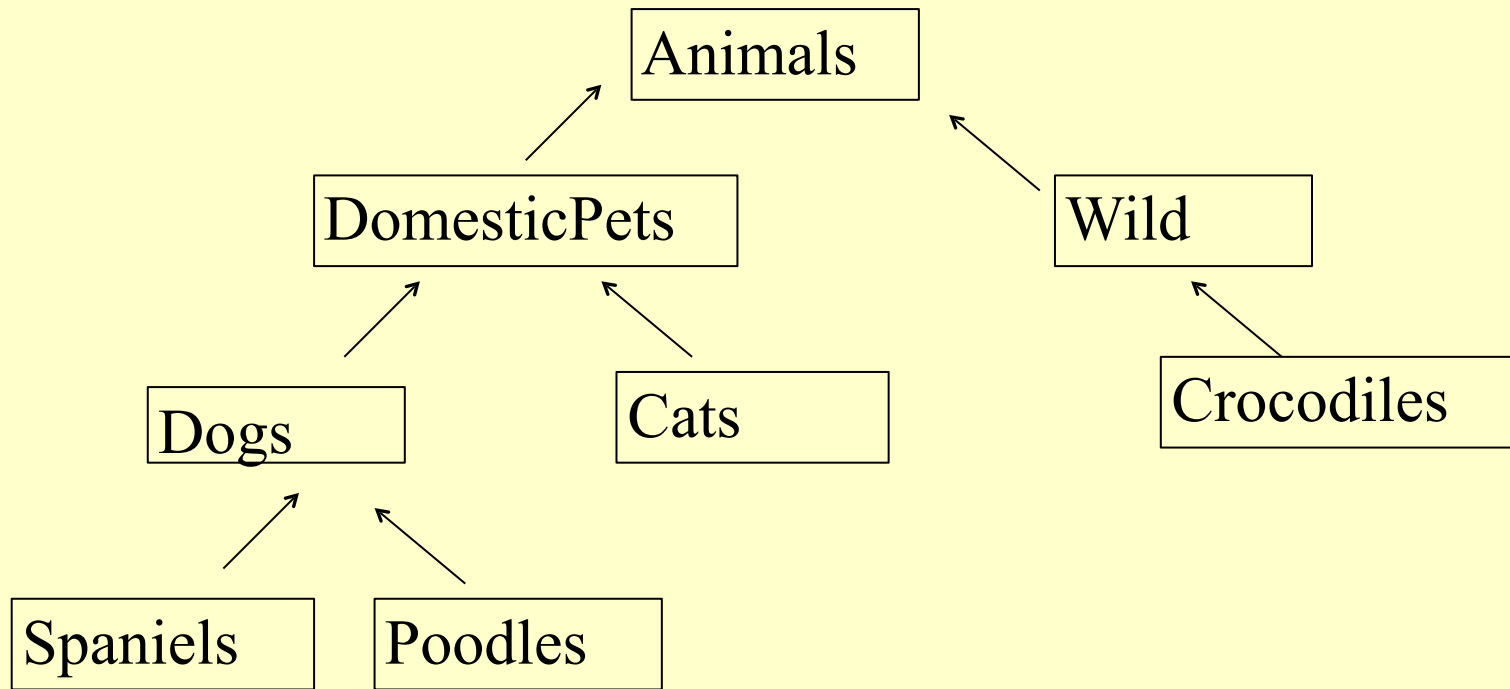 Animals
DomesticPets
Wild
Dogs
Cats
Crocodiles
Spaniels
Poodles